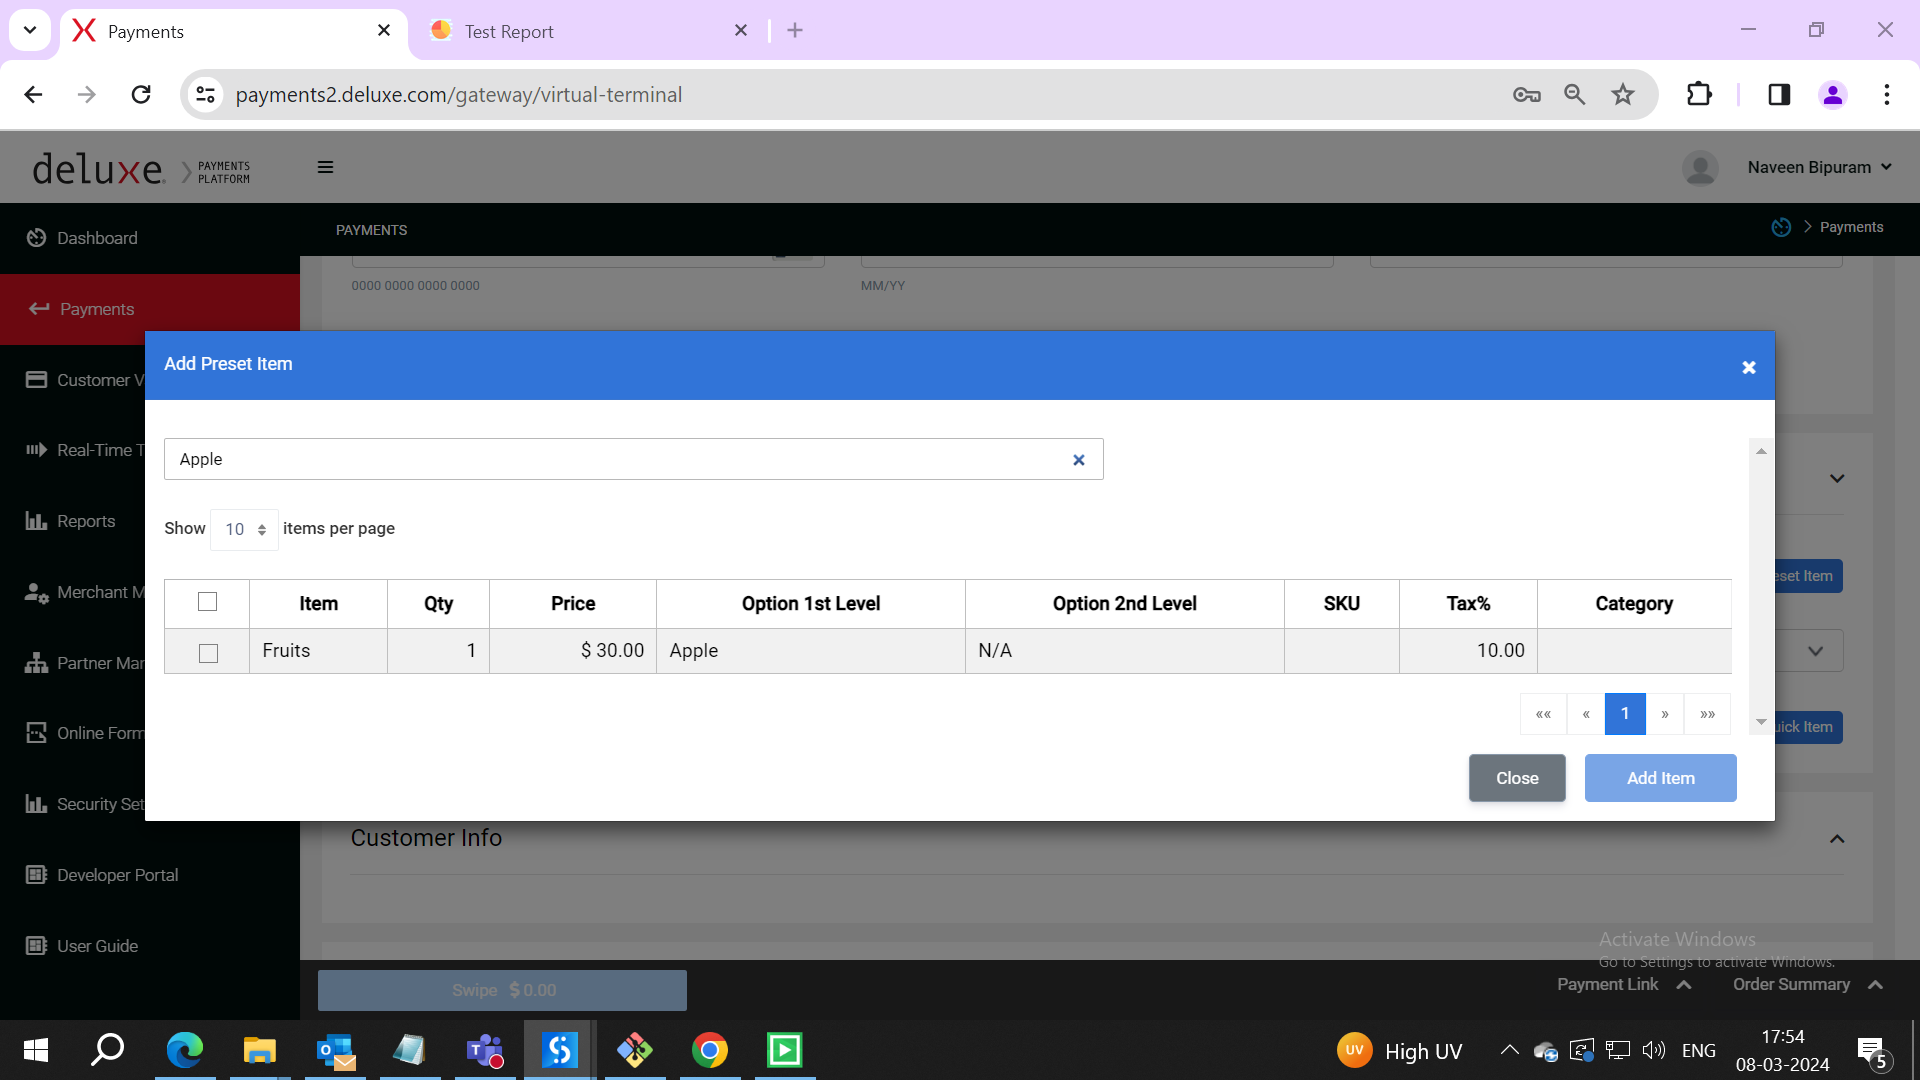 Payments
Test Report
payments2.deluxe.com/gateway/virtual-terminal
deluxe. PAYMENTS PLATFORM
Naveen Bipuram
Dashboard
PAYMENTS
Payments
0000 0000 0000 0000
MM/YY
Payments
Add Preset Item
Customer V
Apple
Real-Time T
Reports
Show 10 items per page
eset Item
Merchant M
Item Qty Price Option 1st Level Option 2nd Level SKU Tax% Category
Fruits 1 $ 30.00 Apple N/A 10.00
Partner Mar
«« « 1 » »»
Online Form
uick Item
Close
Add Item
Security Set
Customer Info
Developer Portal
User Guide
Activate Windows
Go to Settings to activate Windows.
Swipe $ 0.00
Payment Link
Order Summary
UV High UV
ENG
17:54
08-03-2024
5